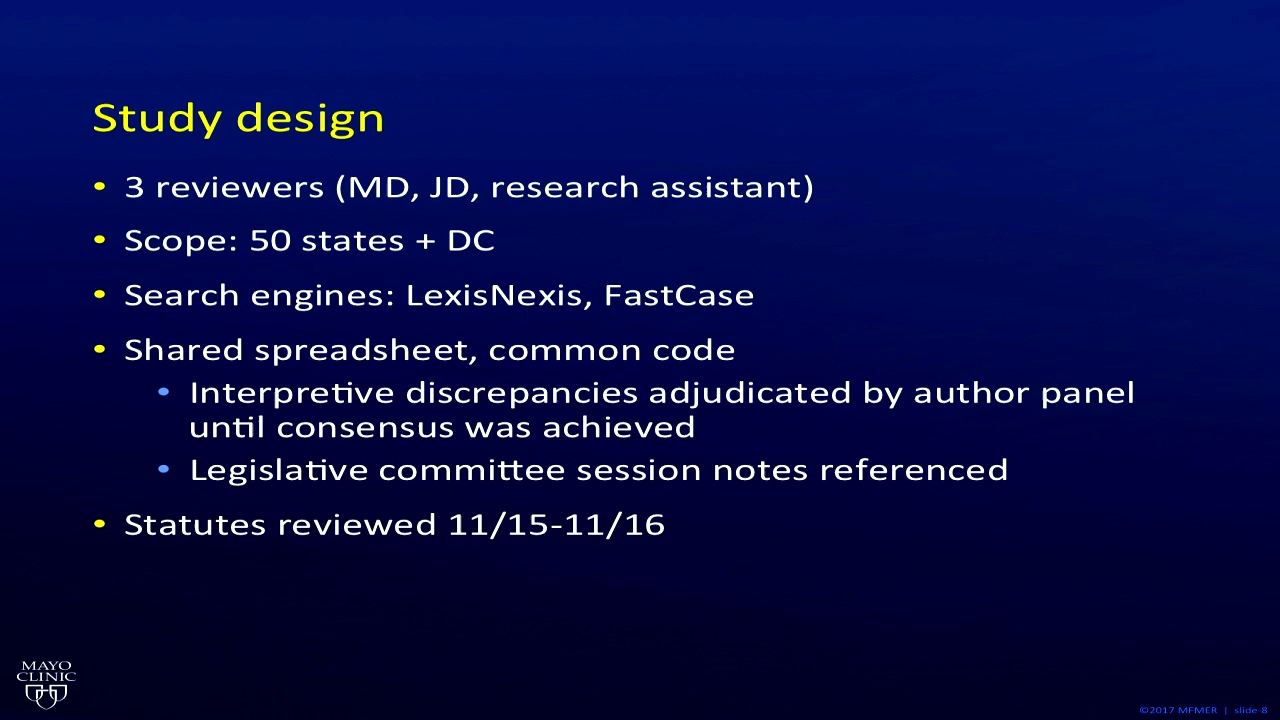 Study design
• 3 reviewers (MD, JD, research assistant)
• Scope: 50 states + DC
• Search engines: LexisNexis, FastCase
• Shared spreadsheet, common code
• Interpretive discrepancies adjudicated by author panel
until consensus was achieved
• Legislative committee session notes referenced
• Statutes reviewed 11/15-11/16
MAYO
CLINIC
©2017 MFMER | slide-8